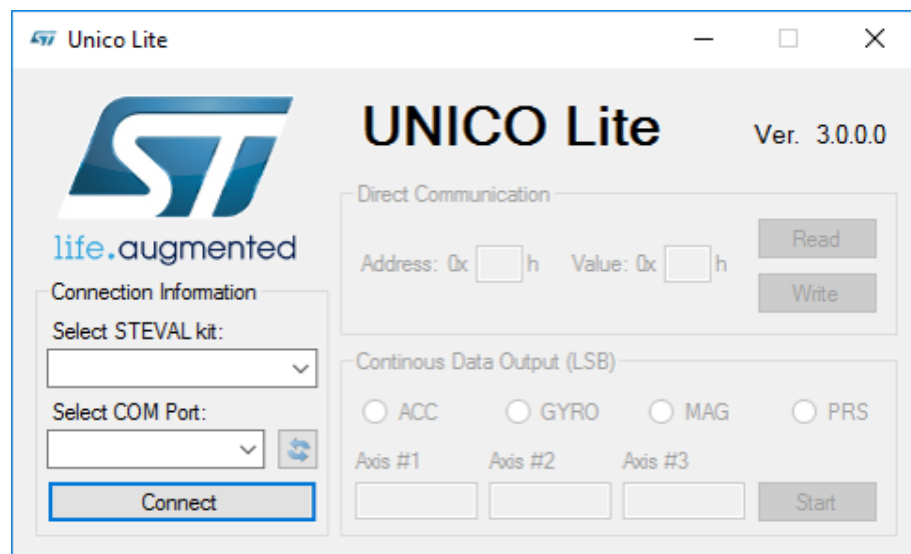 Unico Lite
ST
life.augmented
UNICO Lite Ver. 3.0.0.0
Connection Information
Select STEVAL kit:
Select COM Port:
Connect
Direct Communication
Address: 0x h Value: 0x h
Read
Write
Continous Data Output (LSB)
ACC GYRO MAG PRS
Axis #1 Axis #2 Axis #3
Start